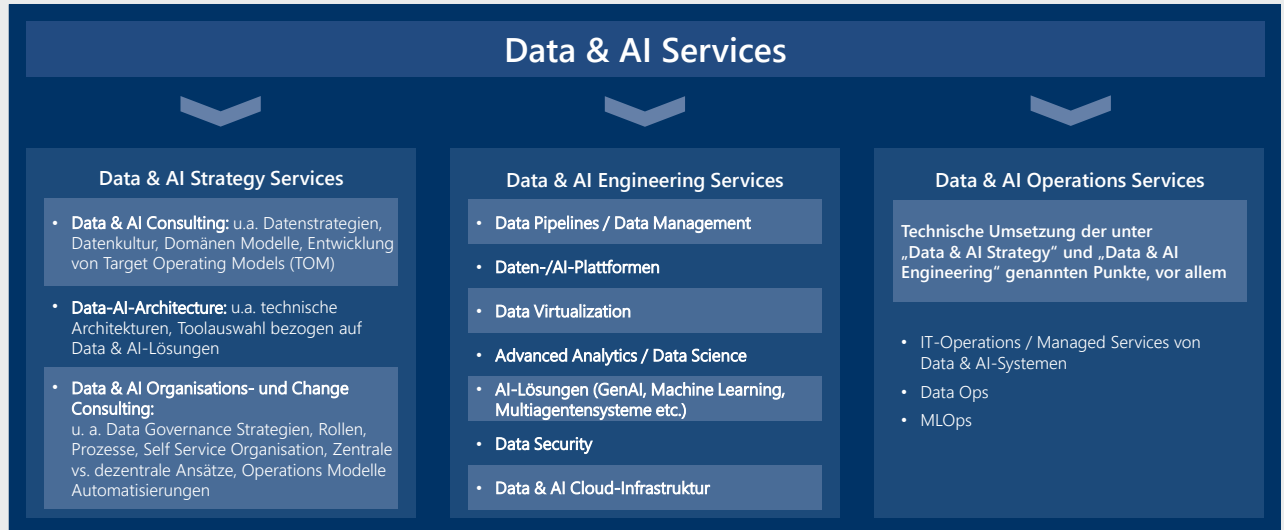 Data & AI Services
Data & AI Strategy Services
• Data & AI Consulting: u.a. Datenstrategien,
Datenkultur, Domänen Modelle, Entwicklung
von Target Operating Models (TOM)
• Data-AI-Architecture: u.a. technische
Architekturen, Toolauswahl bezogen auf
Data & AI-Lösungen
• Data & AI Organisations- und Change
Consulting:
u. a. Data Governance Strategien, Rollen,
Prozesse, Self Service Organisation, Zentrale
vs. dezentrale Ansätze, Operations Modelle
Automatisierungen
Data & AI Engineering Services
• Data Pipelines / Data Management
• Daten-/AI-Plattformen
• Data Virtualization
• Advanced Analytics / Data Science
• AI-Lösungen (GenAI, Machine Learning,
Multiagentensysteme etc.)
• Data Security
• Data & AI Cloud-Infrastruktur
Data & AI Operations Services
Technische Umsetzung der unter
„Data & AI Strategy“ und „Data & AI
Engineering“ genannten Punkte, vor allem
• IT-Operations / Managed Services von
Data & AI-Systemen
• Data Ops
• MLOps